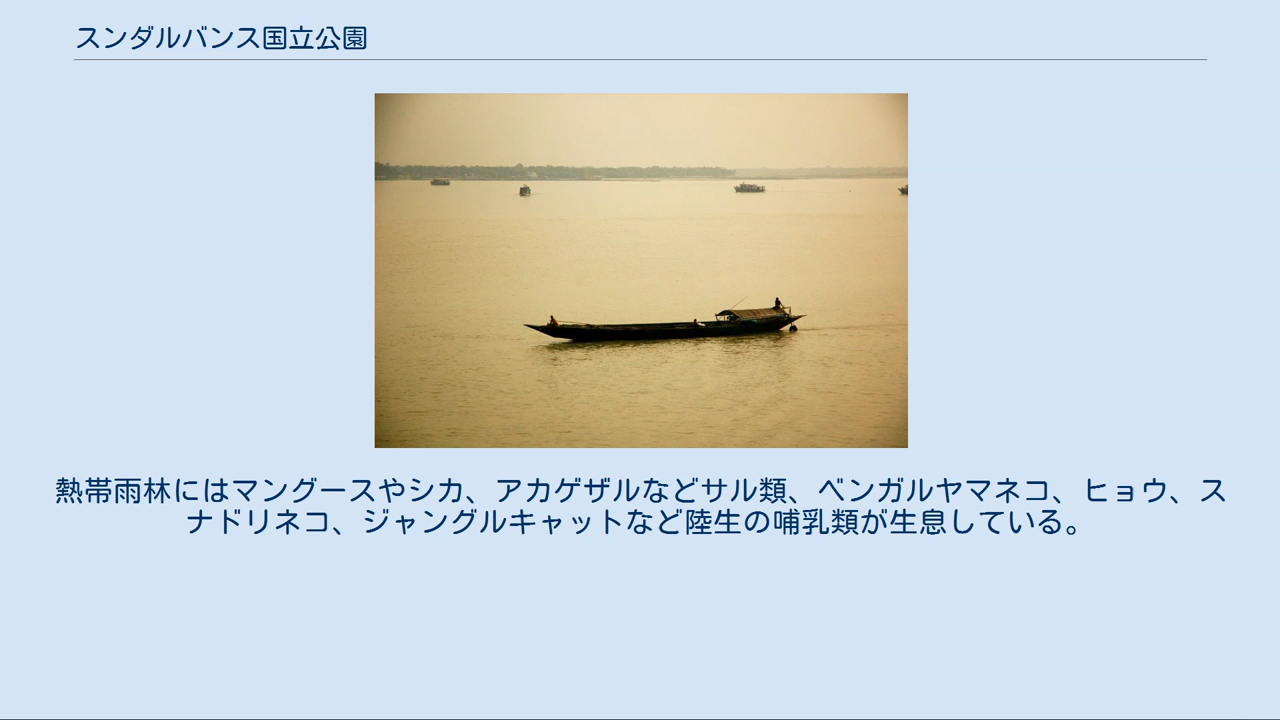 スンダルバンス国立公園
熱帯雨林にはマングースやシカ、アカゲザルなどサル類、ベンガルヤマネコ、ヒョウ、ス
ナドリネコ、ジャングルキャットなど陸生の哺乳類が生息している。